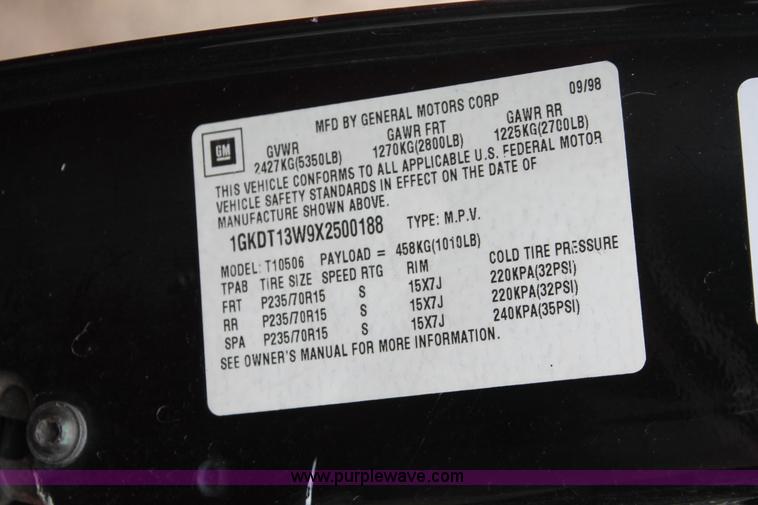 MFD BY GENERAL MOTORS CORP 09/98
GM
GVWR GAWR FRT GAWR RR
2427KG(5350LB) 1270KG(2800LB) 1225KG(2700LB)
THIS VEHICLE CONFORMS TO ALL APPLICABLE U.S. FEDERAL MOTOR
VEHICLE SAFETY STANDARDS IN EFFECT ON THE DATE OF
MANUFACTURE SHOWN ABOVE.
1GKDT13W9X2500188 TYPE: M.P.V.
MODEL: T10506 PAYLOAD = 458KG(1010LB)
TPAB TIRE SIZE SPEED RTG RIM COLD TIRE PRESSURE
FRT P235/70R15 S 15X7J 220KPA(32PSI)
RR P235/70R15 S 15X7J 220KPA(32PSI)
SPA P235/70R15 S 15X7J 240KPA(35PSI)
SEE OWNER'S MANUAL FOR MORE INFORMATION.
www.purplewave.com